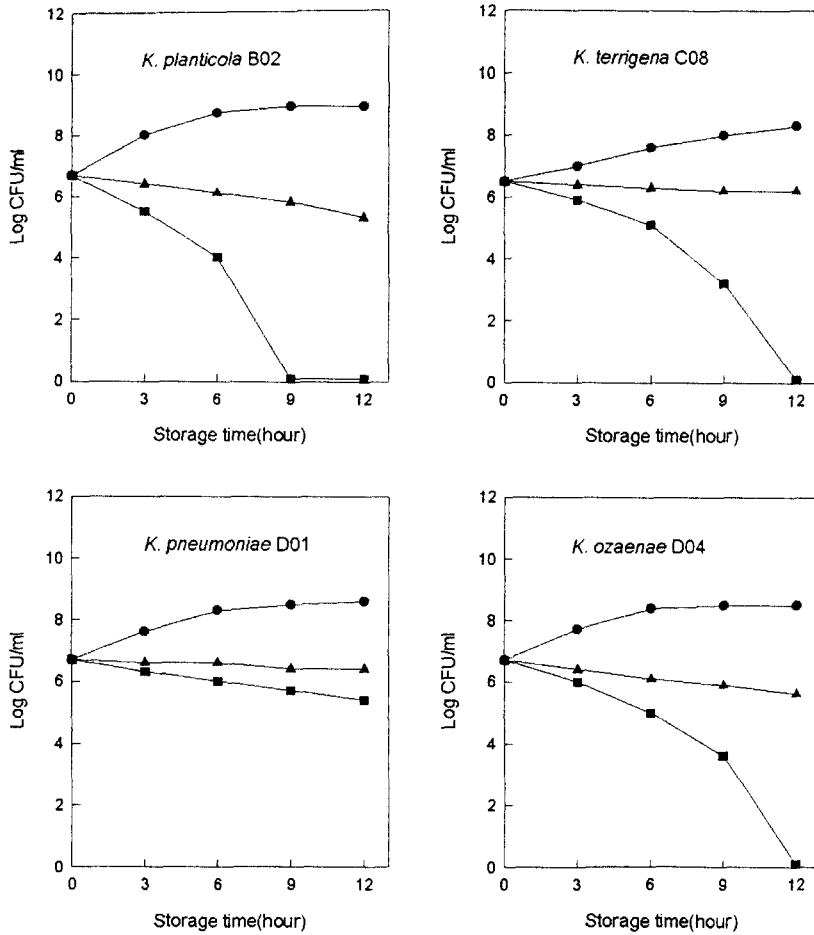 K. planticola B02
12
10
8
6
4
2
0
Log CFU/ml
0 3 6 9 12
Storage time(hour)
K. terrigena C08
12
10
8
6
4
2
0
Log CFU/ml
0 3 6 9 12
Storage time(hour)
K. pneumoniae D01
12
10
8
6
4
2
0
Log CFU/ml
0 3 6 9 12
Storage time(hour)
K. ozaenae D04
12
10
8
6
4
2
0
Log CFU/ml
0 3 6 9 12
Storage time(hour)